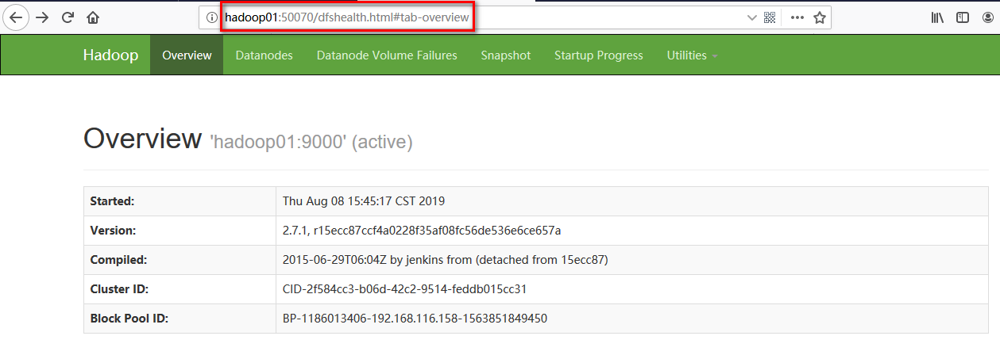 hadoop01:50070/dfshealth.html#tab-overview
Hadoop Overview Datanodes Datanode Volume Failures Snapshot Startup Progress Utilities
Overview 'hadoop01:9000' (active)
Started: Thu Aug 08 15:45:17 CST 2019
Version: 2.7.1, r15ecc87ccf4a0228f35af08fc56de536e6ce657a
Compiled: 2015-06-29T06:04Z by jenkins from (detached from 15ecc87)
Cluster ID: CID-2f584cc3-b06d-42c2-9514-feddb015cc31
Block Pool ID: BP-1186013406-192.168.116.158-1563851849450